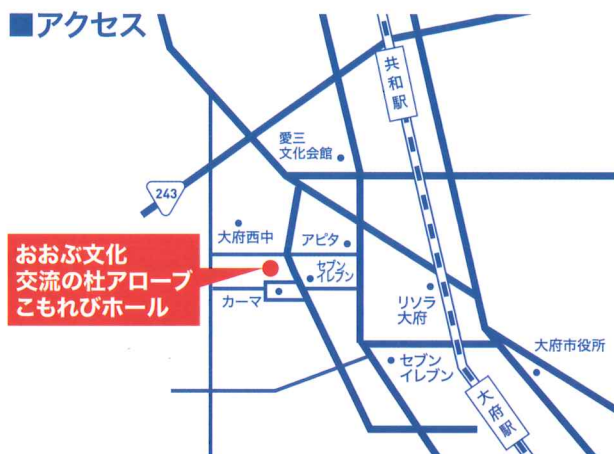 ■アクセス
共和駅
愛三
文化会館
243
大府西中
アピタ
おおぶ文化
交流の杜アローブ
こもれびホール
セブン
イレブン
カーマ
リソラ
大府
大府市役所
セブン
イレブン
大府駅